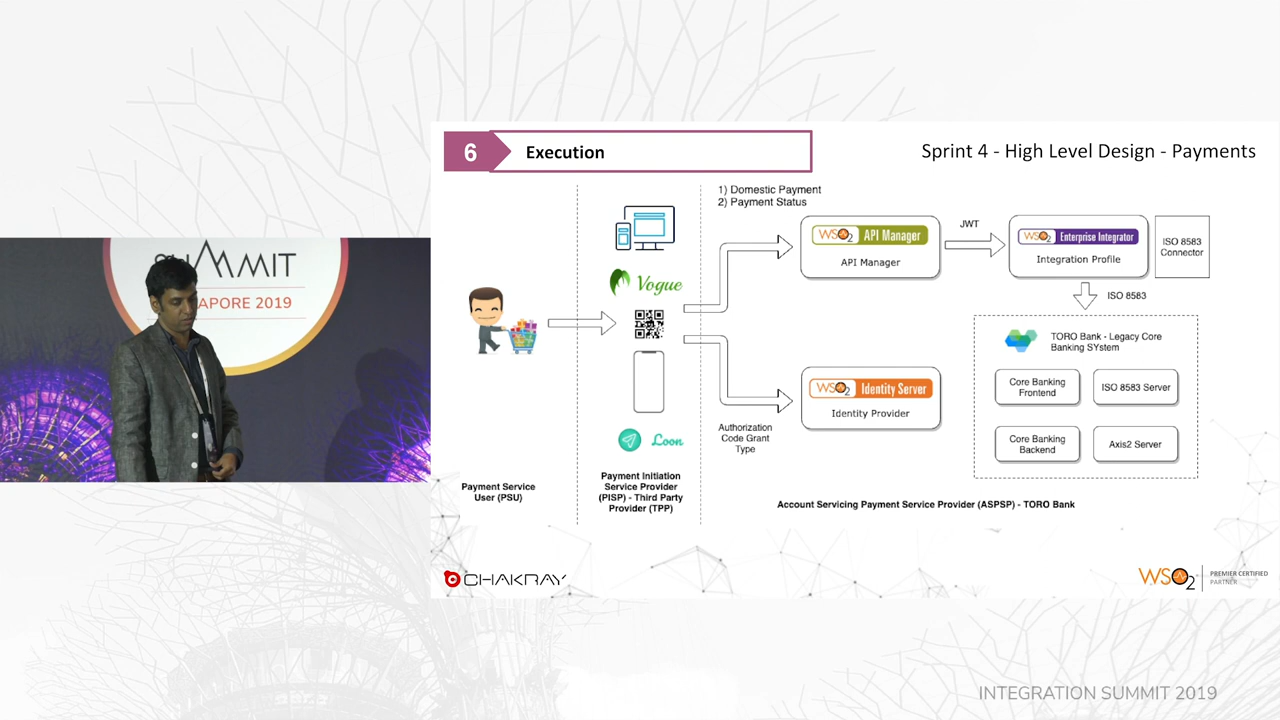 6
Execution
Sprint 4 - High Level Design - Payments
SUMMIT
APORE 2019
1) Domestic Payment
2) Payment Status
WSO2 API Manager
API Manager
JWT
WSO2 Enterprise Integrator
Integration Profile
ISO 8583
Connector
Vogue
ISO 8583
TORO Bank - Legacy Core
Banking SYstem
Core Banking
Frontend
ISO 8583 Server
Core Banking
Backend
Axis2 Server
WSO2 Identity Server
Identity Provider
Loon
Authorization
Code Grant
Type
Payment Service
User (PSU)
Payment Initiation
Service Provider
(PISP) - Third Party
Provider (TPP)
Account Servicing Payment Service Provider (ASPSP) - TORO Bank
CHAKRAY
WSO2
PREMIER CERTIFIED
PARTNER
INTEGRATION SUMMIT 2019